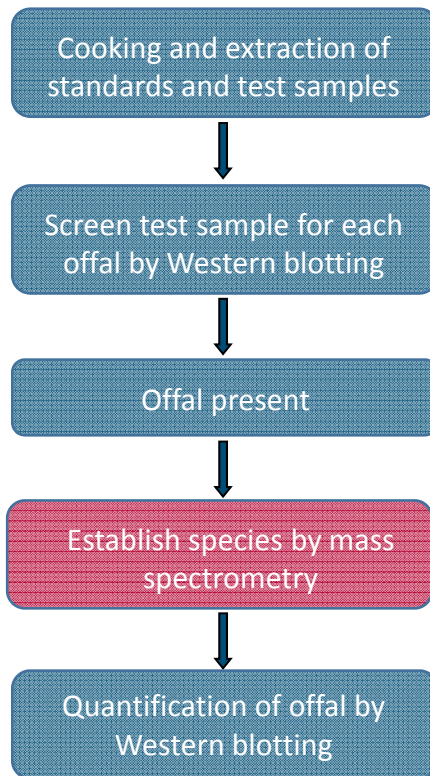 Cooking and extraction of
standards and test samples
Screen test sample for each
offal by Western blotting
Offal present
Establish species by mass
spectrometry
Quantification of offal by
Western blotting